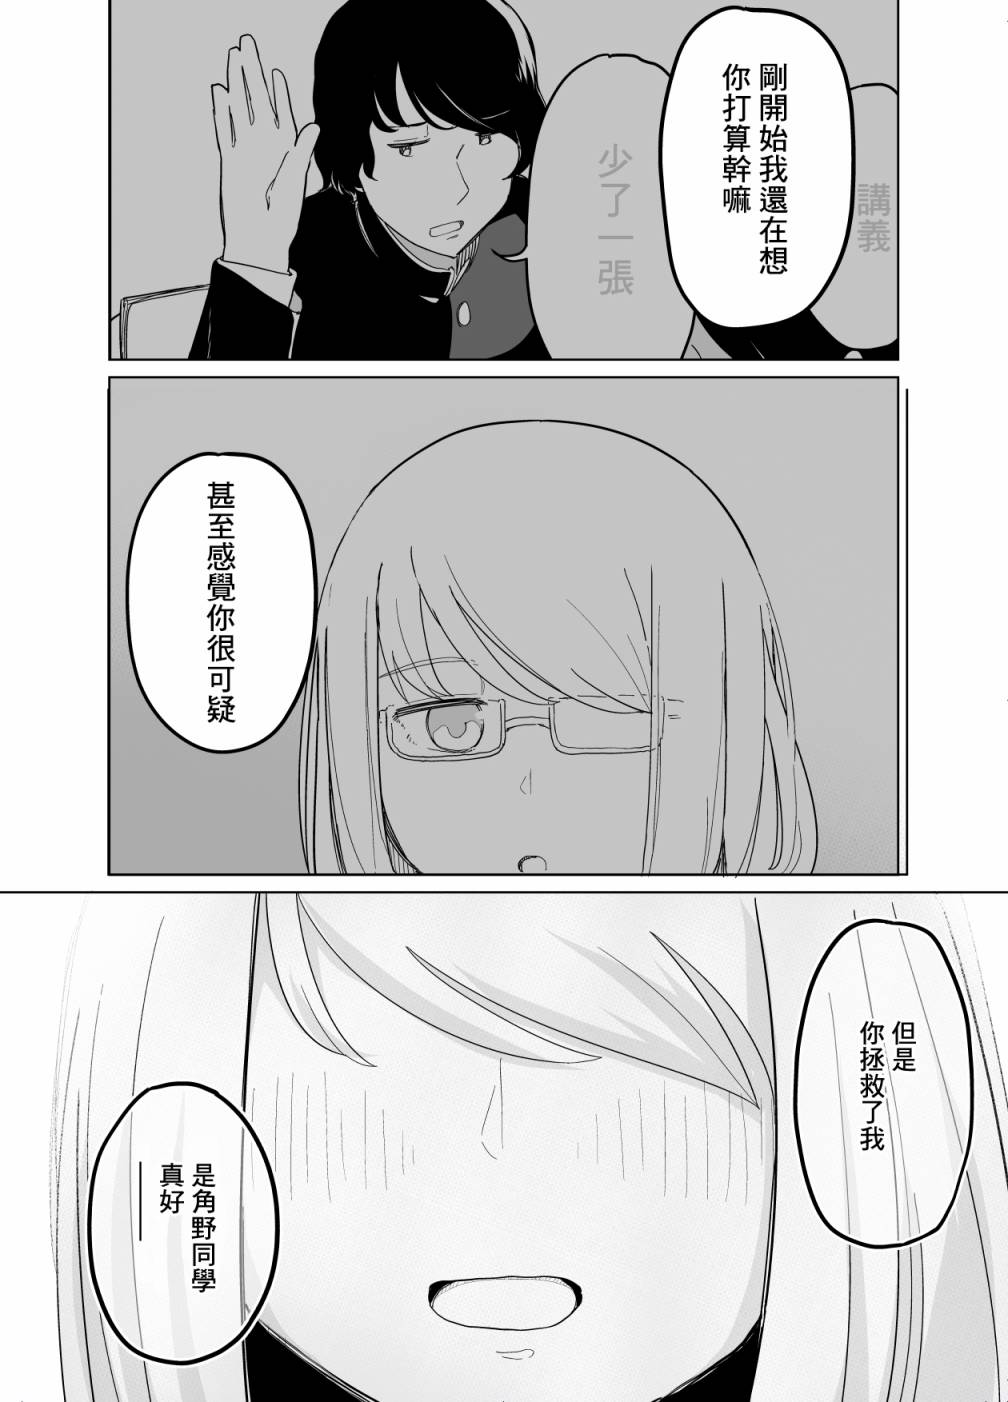 講義
剛開始我還在想
你打算幹嘛
少了一張
甚至感覺你很可疑
但是
你拯救了我
是角野同學
真好——